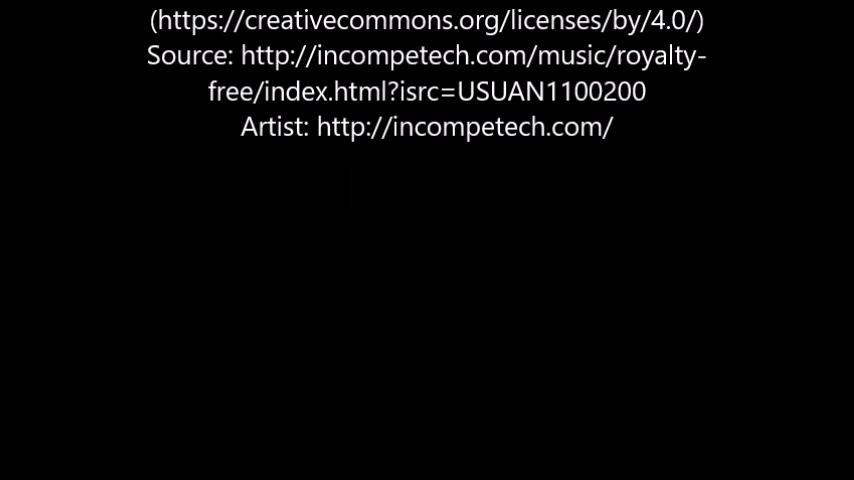 (https://creativecommons.org/licenses/by/4.0/)
Source: http://incompetech.com/music/royalty-
free/index.html?isrc=USUAN1100200
Artist: http://incompetech.com/